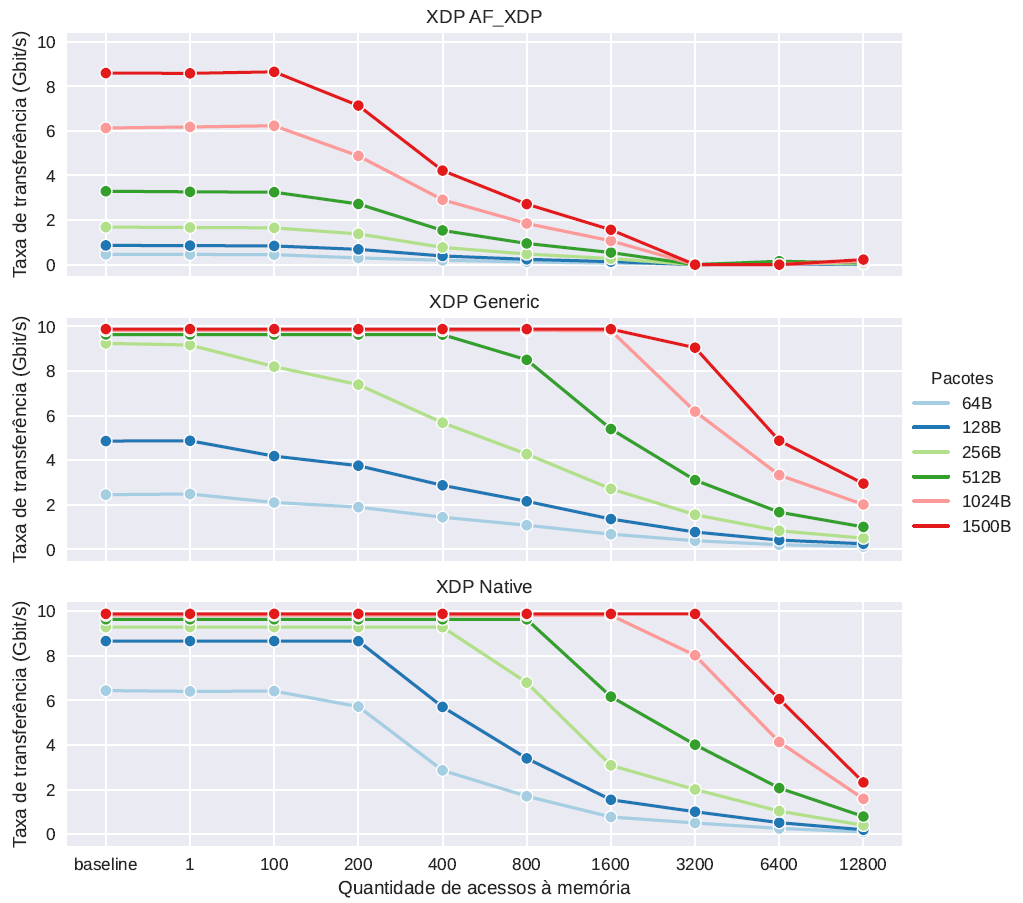 XDP AF_XDP
Taxa de transferência (Gbit/s)
10
8
6
4
2
0
XDP Generic
Taxa de transferência (Gbit/s)
10
8
6
4
2
0
XDP Native
Taxa de transferência (Gbit/s)
10
8
6
4
2
0
baseline 1 100 200 400 800 1600 3200 6400 12800
Quantidade de acessos à memória
Pacotes
64B
128B
256B
512B
1024B
1500B